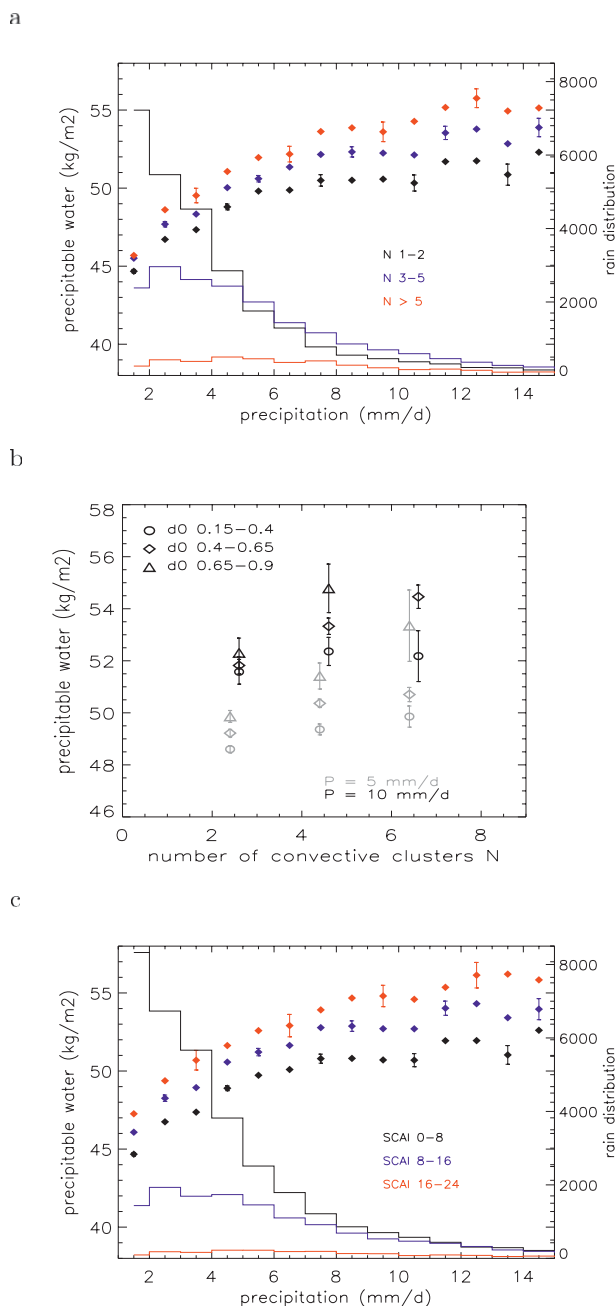 a
precipitable water (kg/m2)
55
50
45
40
8000
6000
4000
2000
0
rain distribution
N 1-2
N 3-5
N > 5
2 4 6 8 10 12 14
precipitation (mm/d)
b
precipitable water (kg/m2)
58
56
54
52
50
48
46
d0 0.15-0.4
d0 0.4-0.65
d0 0.65-0.9
P = 5 mm/d
P = 10 mm/d
0 2 4 6 8
number of convective clusters N
c
precipitable water (kg/m2)
55
50
45
40
8000
6000
4000
2000
0
rain distribution
SCAI 0-8
SCAI 8-16
SCAI 16-24
2 4 6 8 10 12 14
precipitation (mm/d)